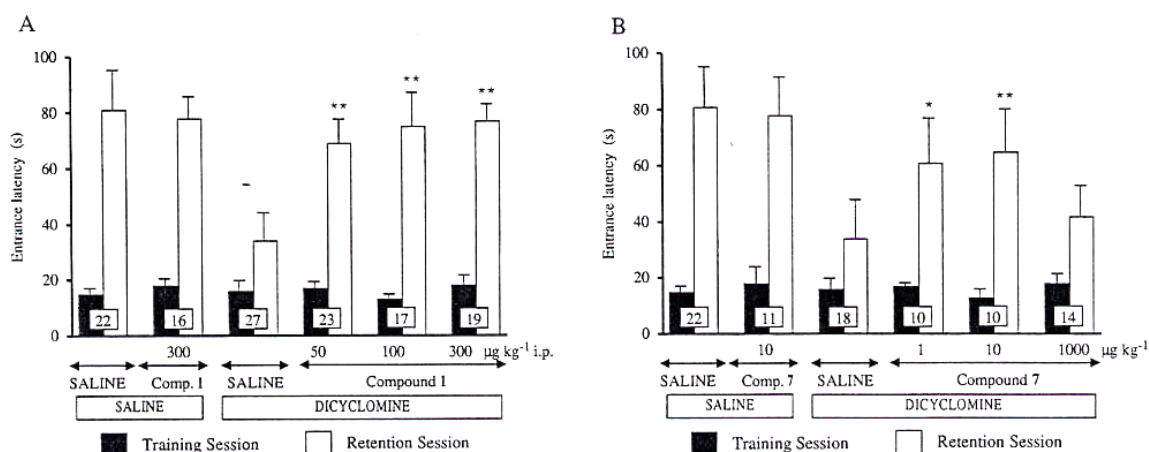 A
Entrance latency (s)
100
80
60
40
20
0
** ** **
22 16 27 23 17 19
300 50 100 300 µg kg⁻¹ i.p.
SALINE Comp. 1 SALINE Compound 1
SALINE DICYCLOMINE
Training Session Retention Session
B
Entrance latency (s)
100
80
60
40
20
0
* **
22 11 18 10 10 14
10 1 10 1000 µg kg⁻¹
SALINE Comp. 7 SALINE Compound 7
SALINE DICYCLOMINE
Training Session Retention Session